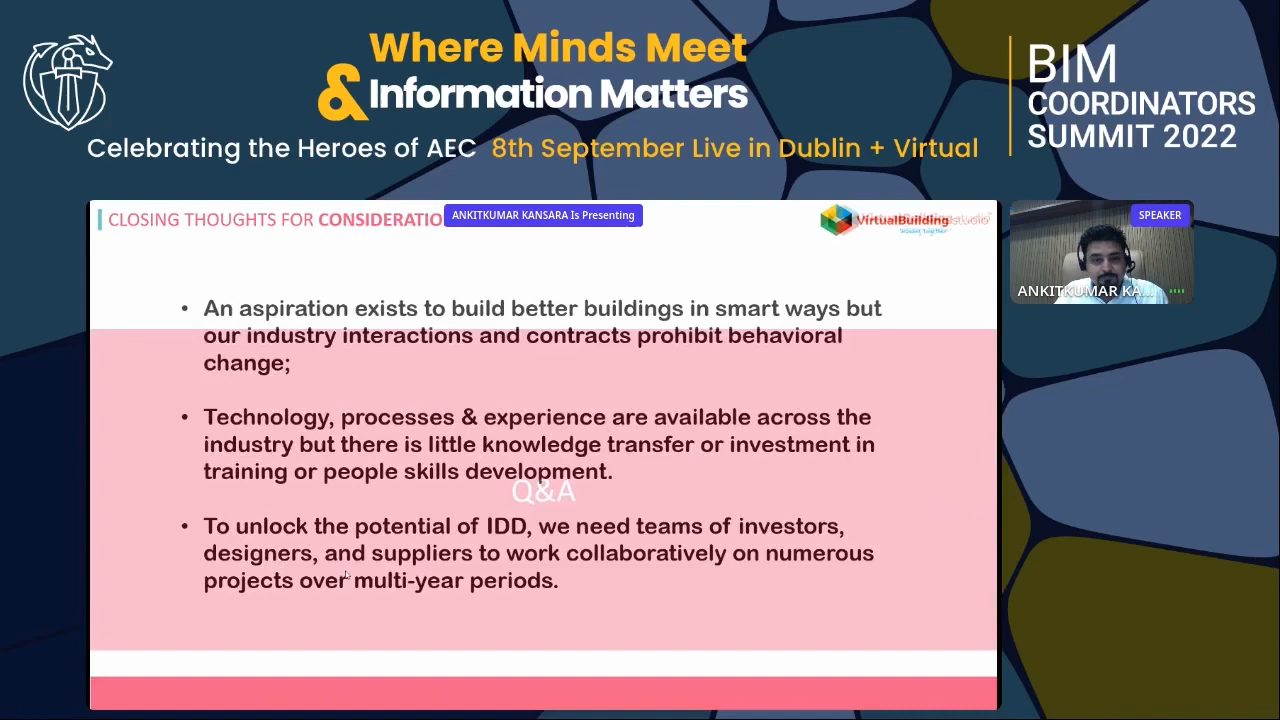 Where Minds Meet
& Information Matters
Celebrating the Heroes of AEC 8th September Live in Dublin + Virtual
BIM
COORDINATORS
SUMMIT 2022
CLOSING THOUGHTS FOR CONSIDERATIO
ANKITKUMAR KANSARA Is Presenting
VirtualBuildingstudio
SPEAKER
ANKITKUMAR KA...
• An aspiration exists to build better buildings in smart ways but
our industry interactions and contracts prohibit behavioral
change;
• Technology, processes & experience are available across the
industry but there is little knowledge transfer or investment in
training or people skills development.
Q&A
• To unlock the potential of IDD, we need teams of investors,
designers, and suppliers to work collaboratively on numerous
projects over multi-year periods.